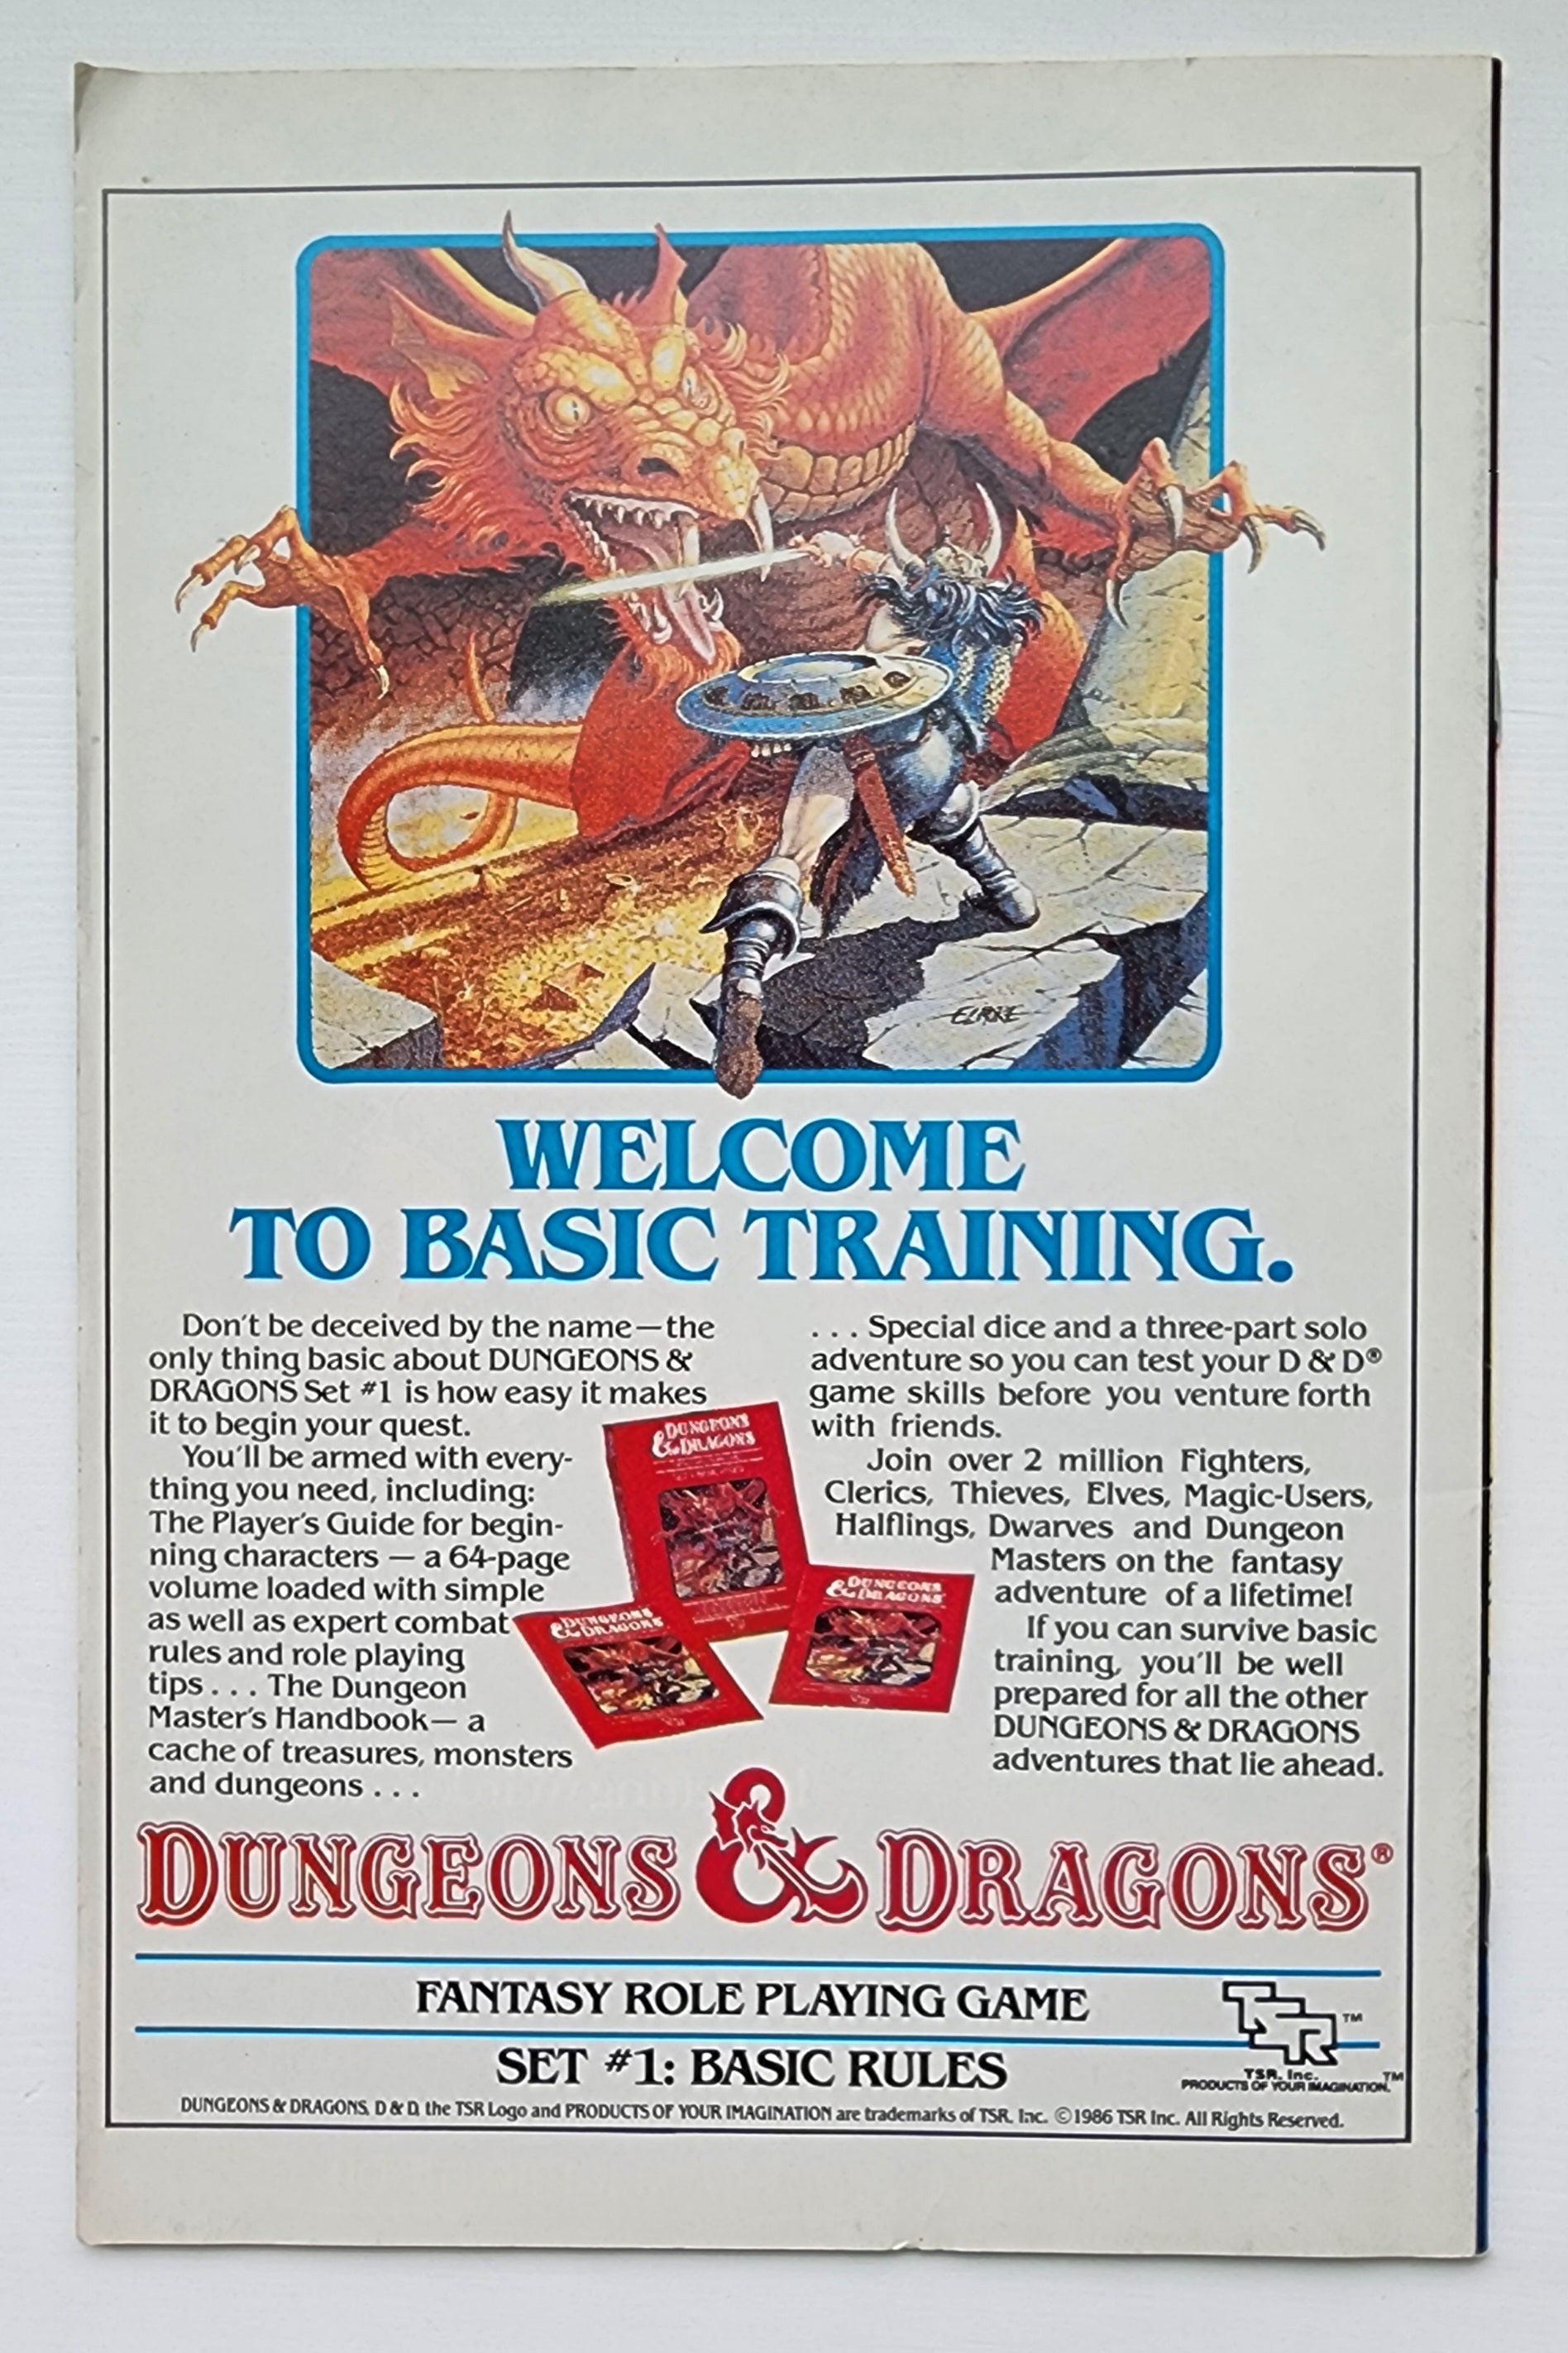 ELMORE
WELCOME
TO BASIC TRAINING.
Don't be deceived by the name—the
only thing basic about DUNGEONS &
DRAGONS Set #1 is how easy it makes
it to begin your quest.
You'll be armed with every-
thing you need, including:
The Player's Guide for begin-
ning characters — a 64-page
volume loaded with simple
as well as expert combat
rules and role playing
tips . . . The Dungeon
Master's Handbook— a
cache of treasures, monsters
and dungeons . . .
. . . Special dice and a three-part solo
adventure so you can test your D & D®
game skills before you venture forth
with friends.
Join over 2 million Fighters,
Clerics, Thieves, Elves, Magic-Users,
Halflings, Dwarves and Dungeon
Masters on the fantasy
adventure of a lifetime!
If you can survive basic
training, you'll be well
prepared for all the other
DUNGEONS & DRAGONS
adventures that lie ahead.
DUNGEONS
& DRAGONS
DUNGEONS
& DRAGONS
DUNGEONS
& DRAGONS
DUNGEONS & DRAGONS®
FANTASY ROLE PLAYING GAME
SET #1: BASIC RULES
TSR™
TSR, Inc.
PRODUCTS OF YOUR IMAGINATION.™
DUNGEONS & DRAGONS, D & D, the TSR Logo and PRODUCTS OF YOUR IMAGINATION are trademarks of TSR, Inc. ©1986 TSR Inc. All Rights Reserved.